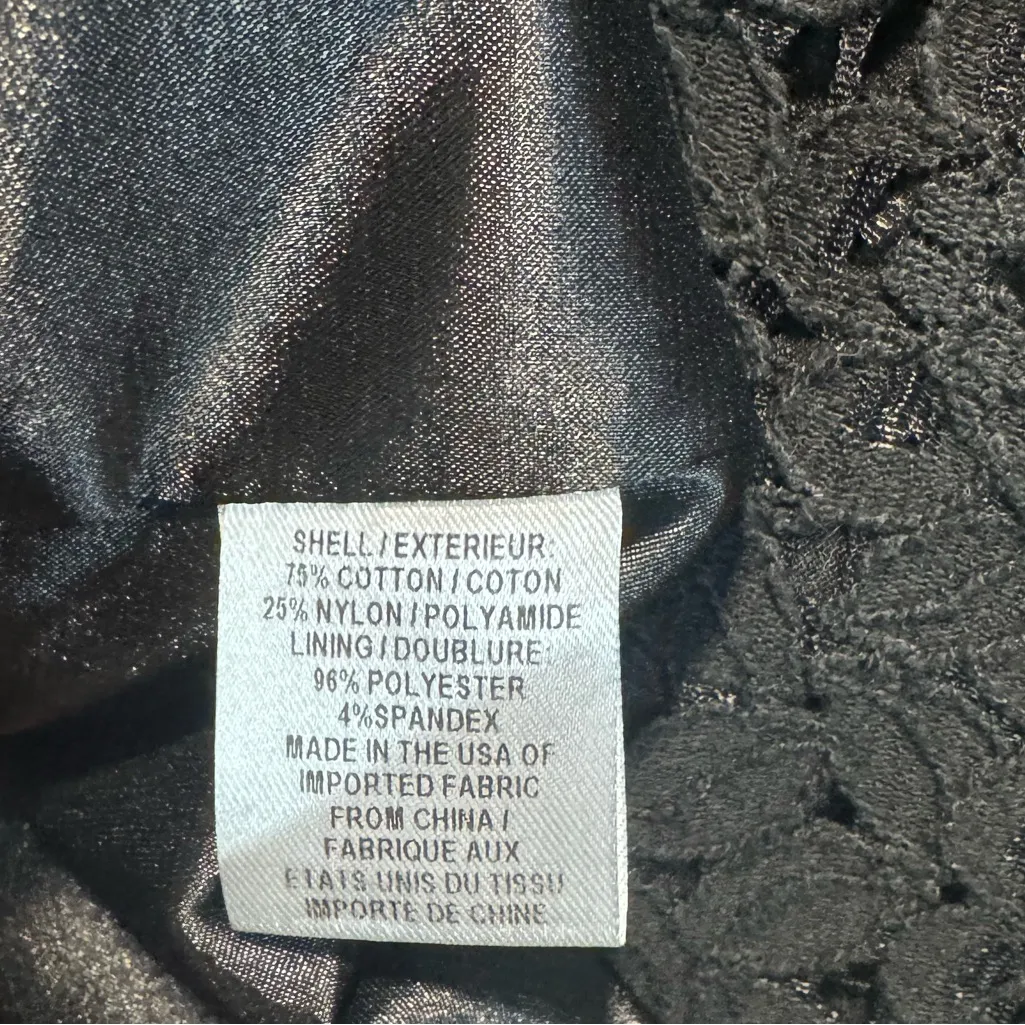 SHELL/EXTERIEUR:
75% COTTON/COTON
25% NYLON/POLYAMIDE
LINING/DOUBLURE:
96% POLYESTER
4%SPANDEX
MADE IN THE USA OF
IMPORTED FABRIC
FROM CHINA/
FABRIQUE AUX
ETATS UNIS DU TISSU
IMPORTE DE CHINE